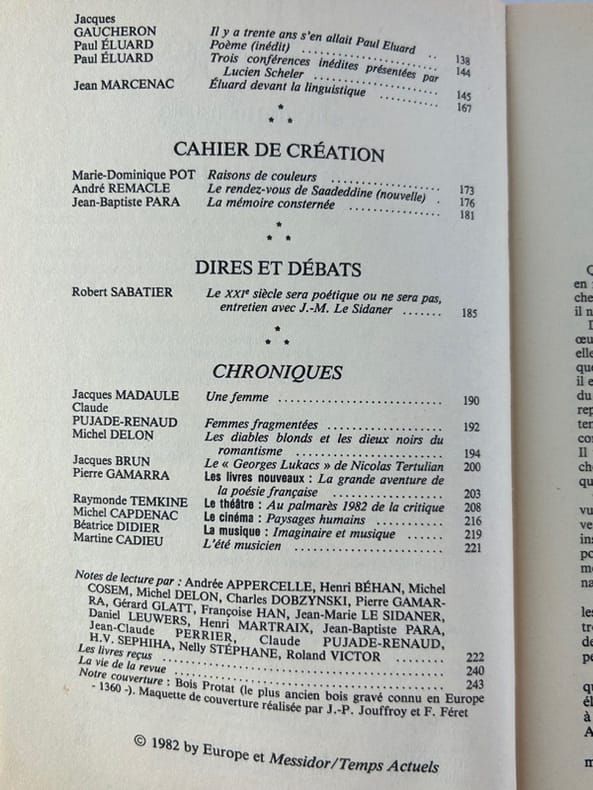 Jacques
GAUCHERON Il y a trente ans s'en allait Paul Eluard .. 138
Paul ÉLUARD Poème (inédit) .................... 144
Paul ÉLUARD Trois conférences inédites présentées par
Lucien Scheler .................... 145
Jean MARCENAC Éluard devant la linguistique ........... 167
*
* *
CAHIER DE CRÉATION
Marie-Dominique POT Raisons de couleurs ................. 173
André REMACLE Le rendez-vous de Saadeddine (nouvelle) . 176
Jean-Baptiste PARA La mémoire consternée ............... 181
*
* *
DIRES ET DÉBATS
Robert SABATIER Le XXIe siècle sera poétique ou ne sera pas,
entretien avec J.-M. Le Sidaner ....... 185
*
* *
CHRONIQUES
Jacques MADAULE Une femme ........................ 190
Claude
PUJADE-RENAUD Femmes fragmentées .................. 192
Michel DELON Les diables blonds et les dieux noirs du
romantisme ....................... 194
Jacques BRUN Le « Georges Lukacs » de Nicolas Tertulian 200
Pierre GAMARRA Les livres nouveaux : La grande aventure de
la poésie française ................. 203
Raymonde TEMKINE Le théâtre : Au palmarès 1982 de la critique 208
Michel CAPDENAC Le cinéma : Paysages humains .......... 216
Béatrice DIDIER La musique : Imaginaire et musique ...... 219
Martine CADIEU L'été musicien ...................... 221
Notes de lecture par : Andrée APPERCELLE, Henri BÉHAN, Michel
COSEM, Michel DELON, Charles DOBZYNSKI, Pierre GAMAR-
RA, Gérard GLATT, Françoise HAN, Jean-Marie LE SIDANER,
Daniel LEUWERS, Henri MARTRAIX, Jean-Baptiste PARA,
Jean-Claude PERRIER, Claude PUJADE-RENAUD,
H.V. SEPHIHA, Nelly STÉPHANE, Roland VICTOR ........ 222
Les livres reçus .................................... 240
La vie de la revue .................................. 243
Notre couverture : Bois Protat (le plus ancien bois gravé connu en Europe
- 1360 -). Maquette de couverture réalisée par J.-P. Jouffroy et F. Féret
© 1982 by Europe et Messidor/Temps Actuels